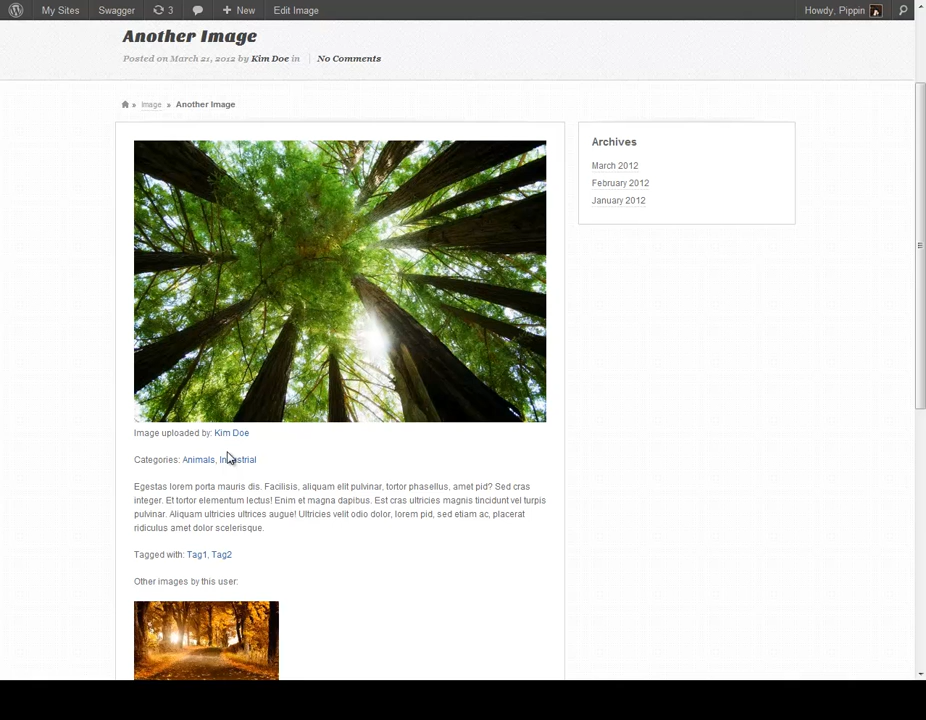 My Sites Swagger 3 New Edit Image Howdy, Pippin
Another Image
Posted on March 21, 2012 by Kim Doe in No Comments
» Image » Another Image
Image uploaded by: Kim Doe
Categories: Animals, Industrial
Egestas lorem porta mauris dis. Facilisis, aliquam elit pulvinar, tortor phasellus, amet pid? Sed cras
integer. Et tortor elementum lectus! Enim et magna dapibus. Est cras ultricies magnis tincidunt vel turpis
pulvinar. Aliquam ultricies ultrices augue! Ultricies velit odio dolor, lorem pid, sed etiam ac, placerat
ridiculus amet dolor scelerisque.
Tagged with: Tag1, Tag2
Other images by this user:
Archives
March 2012
February 2012
January 2012